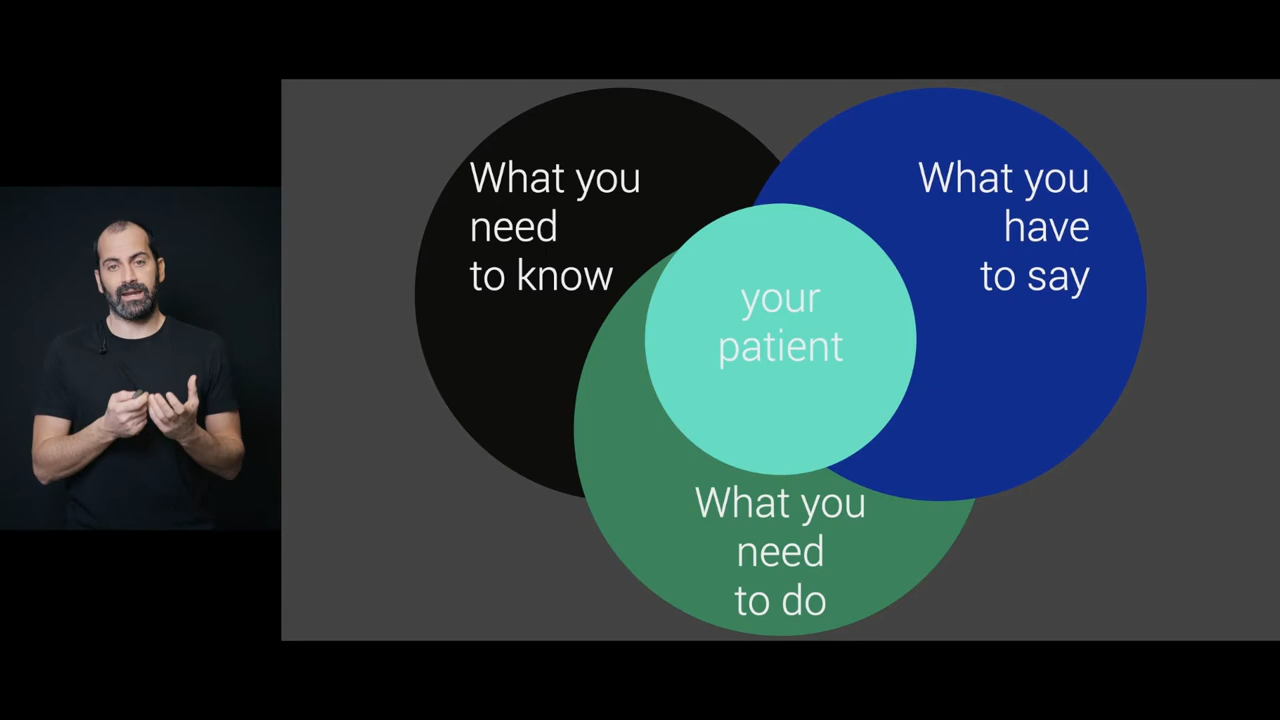 What you
need
to know
What you
have
to say
your
patient
What you
need
to do